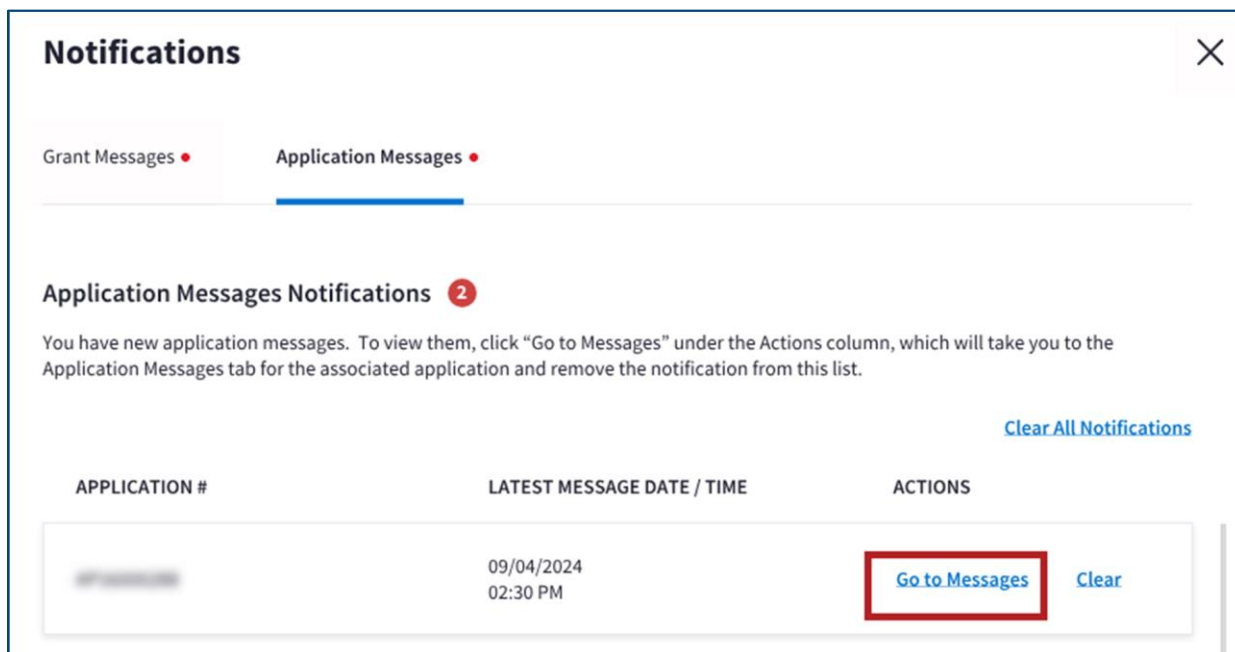 Notifications
Grant Messages
Application Messages
Application Messages Notifications 2
You have new application messages. To view them, click “Go to Messages” under the Actions column, which will take you to the
Application Messages tab for the associated application and remove the notification from this list.
Clear All Notifications
APPLICATION # LATEST MESSAGE DATE / TIME ACTIONS
09/04/2024
02:30 PM
Go to Messages Clear